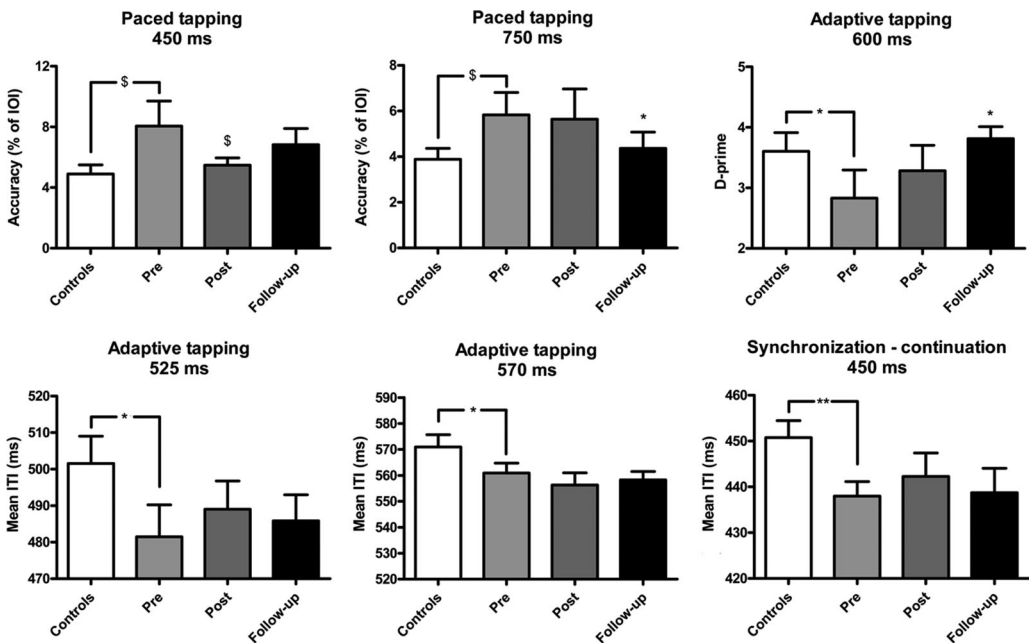 Paced tapping
450 ms
Accuracy (% of IOI)
12
8
4
0
$
$
Controls
Pre
Post
Follow-up
Paced tapping
750 ms
Accuracy (% of IOI)
8
6
4
2
0
$
*
Controls
Pre
Post
Follow-up
Adaptive tapping
600 ms
D-prime
5
4
3
2
*
*
Controls
Pre
Post
Follow-up
Adaptive tapping
525 ms
Mean ITI (ms)
520
510
500
490
480
470
*
Controls
Pre
Post
Follow-up
Adaptive tapping
570 ms
Mean ITI (ms)
590
580
570
560
550
540
530
520
*
Controls
Pre
Post
Follow-up
Synchronization - continuation
450 ms
Mean ITI (ms)
460
450
440
430
420
**
Controls
Pre
Post
Follow-up